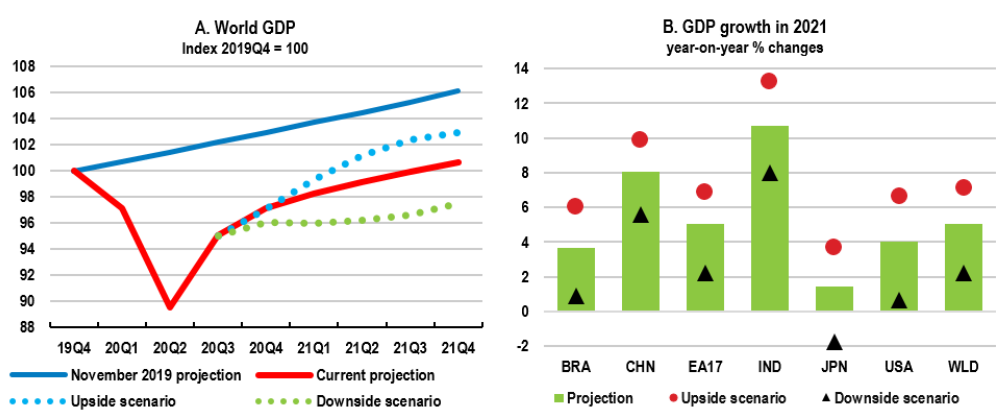 A. World GDP
Index 2019Q4 = 100
108
106
104
102
100
98
96
94
92
90
88
19Q4 20Q1 20Q2 20Q3 20Q4 21Q1 21Q2 21Q3 21Q4
November 2019 projection Current projection
Upside scenario Downside scenario
B. GDP growth in 2021
year-on-year % changes
14
12
10
8
6
4
2
0
-2
BRA CHN EA17 IND JPN USA WLD
Projection Upside scenario Downside scenario